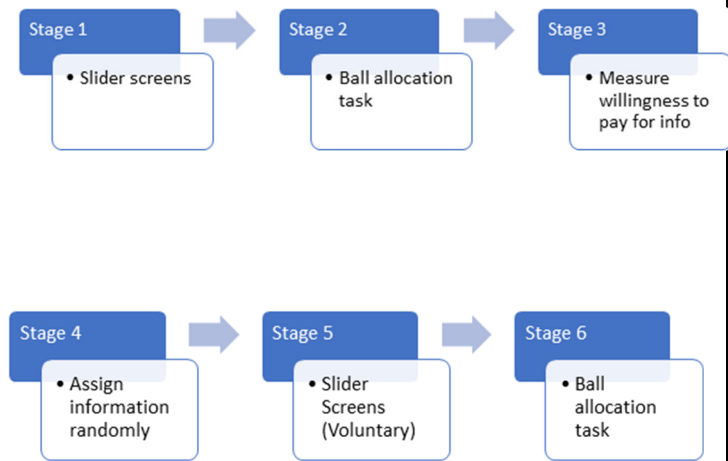 Stage 1
• Slider screens
Stage 2
• Ball allocation
task
Stage 3
• Measure
willingness to
pay for info
Stage 4
• Assign
information
randomly
Stage 5
• Slider
Screens
(Voluntary)
Stage 6
• Ball
allocation
task